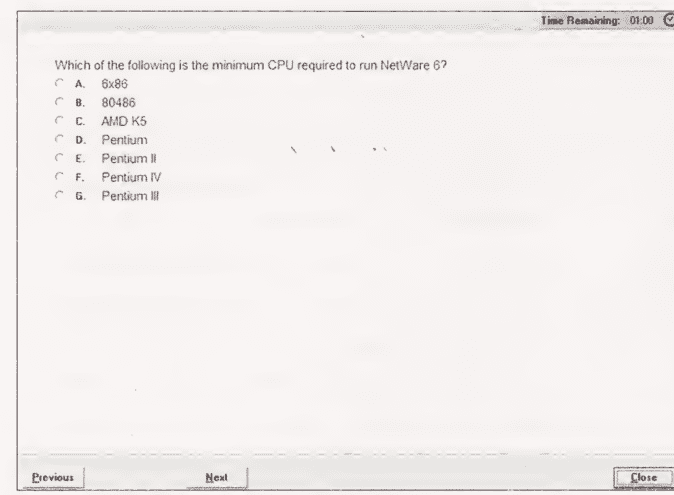 Time Remaining: 01:00
Which of the following is the minimum CPU required to run NetWare 6?
A. 6x86
B. 80486
C. AMD K5
D. Pentium
E. Pentium II
F. Pentium IV
G. Pentium III
Previous Next Close